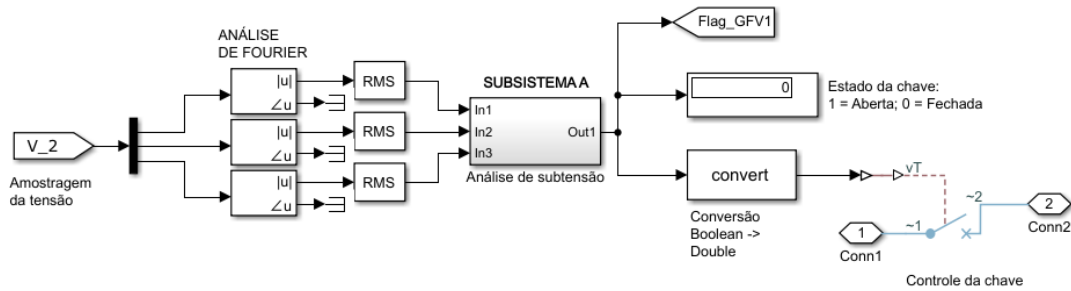 ANÁLISE
DE FOURIER
Flag_GFV1
|u|
∠u
RMS
SUBSISTEMA A
0
Estado da chave:
1 = Aberta; 0 = Fechada
In1
In2
In3
Out1
V_2
|u|
∠u
RMS
Amostragem
da tensão
|u|
∠u
RMS
Análise de subtensão
convert
vT
Conversão
Boolean ->
Double
~1
~2
1
Conn1
2
Conn2
Controle da chave